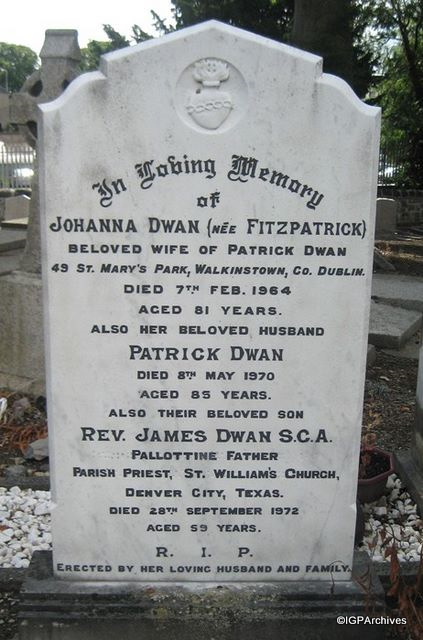 In Loving Memory
of
JOHANNA DWAN (NÉE FITZPATRICK)
BELOVED WIFE OF PATRICK DWAN
49 ST. MARY'S PARK, WALKINSTOWN, CO. DUBLIN.
DIED 7TH FEB. 1964
AGED 81 YEARS.
ALSO HER BELOVED HUSBAND
PATRICK DWAN
DIED 8TH MAY 1970
AGED 85 YEARS.
ALSO THEIR BELOVED SON
REV. JAMES DWAN S.C.A.
PALLOTTINE FATHER
PARISH PRIEST, ST. WILLIAM'S CHURCH,
DENVER CITY, TEXAS.
DIED 28TH SEPTEMBER 1972
AGED 59 YEARS.
R. I. P.
ERECTED BY HER LOVING HUSBAND AND FAMILY.
©IGPArchives